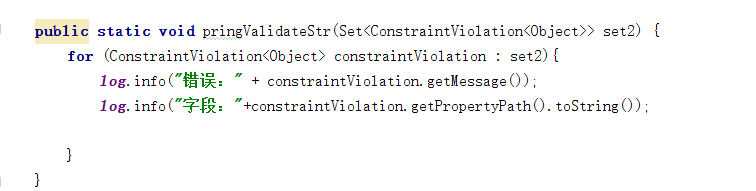 public static void pringValidateStr(Set<ConstraintViolation<Object>> set2) {
for (ConstraintViolation<Object> constraintViolation : set2){
log.info("错误：" + constraintViolation.getMessage());
log.info("字段："+constraintViolation.getPropertyPath().toString());
}
}